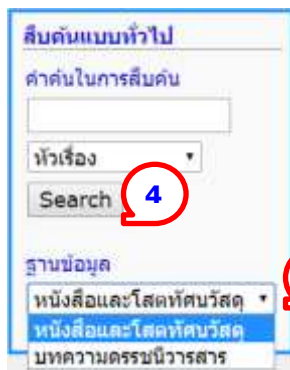 สืบค้นแบบทั่วไป
คำค้นในการสืบค้น
หัวเรื่อง
Search
4
ฐานข้อมูล
หนังสือและโสตทัศนวัสดุ
หนังสือและโสตทัศนวัสดุ
บทความดรรชนีวารสาร